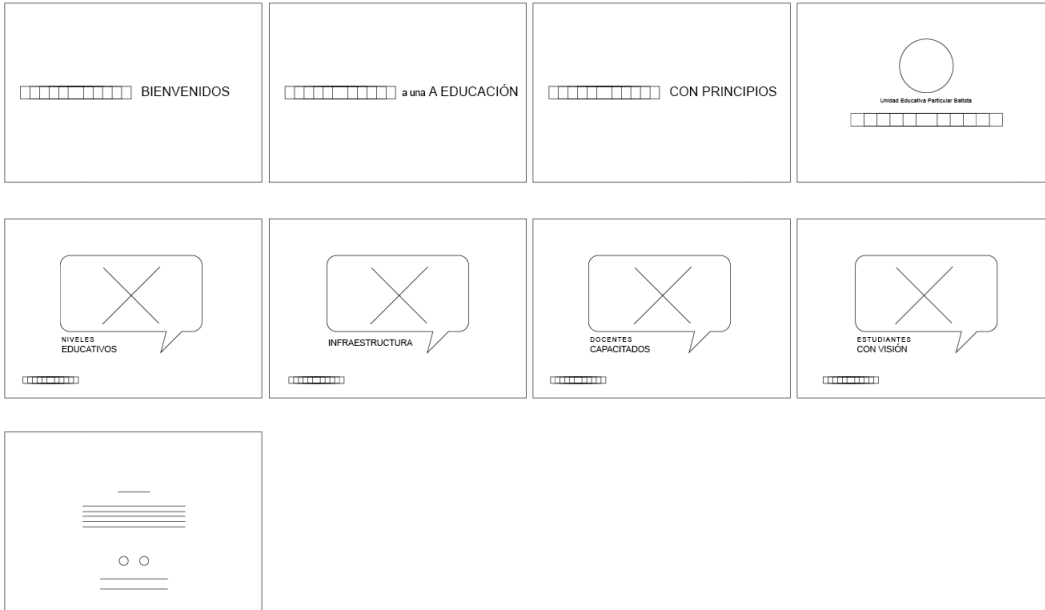 BIENVENIDOS
a una A EDUCACIÓN
CON PRINCIPIOS
Unidad Educativa Particular Batista
NIVELES
EDUCATIVOS
INFRAESTRUCTURA
DOCENTES
CAPACITADOS
ESTUDIANTES
CON VISIÓN